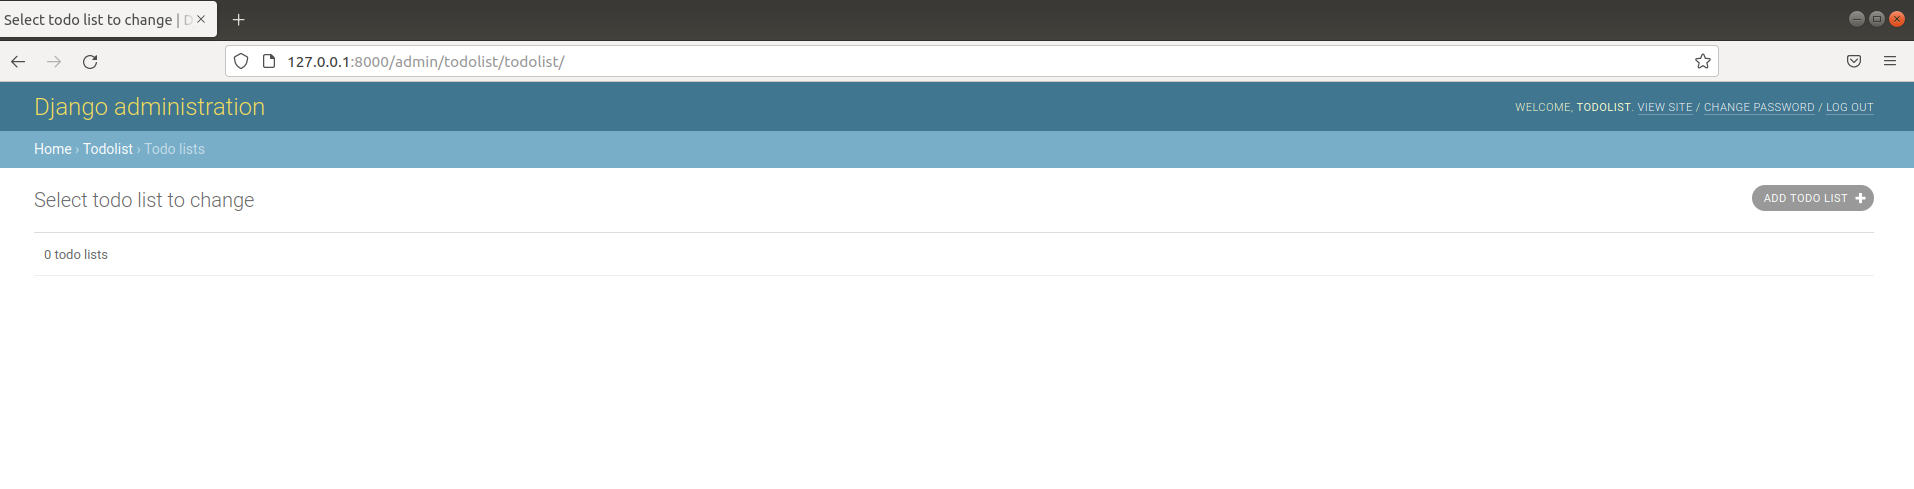 Select todo list to change | D
127.0.0.1:8000/admin/todolist/todolist/
Django administration
WELCOME, TODOLIST. VIEW SITE / CHANGE PASSWORD / LOG OUT
Home › Todolist › Todo lists
Select todo list to change
ADD TODO LIST
0 todo lists